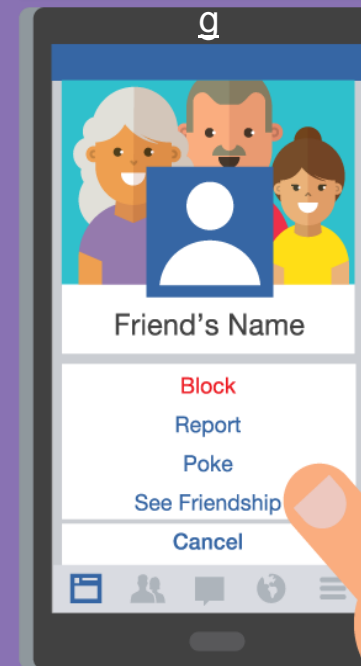 g
Friend's Name
Block
Report
Poke
See Friendship
Cancel